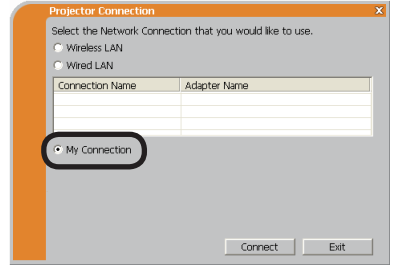 Projector Connection x
Select the Network Connection that you would like to use.
Wireless LAN
Wired LAN
Connection Name Adapter Name
My Connection
Connect Exit